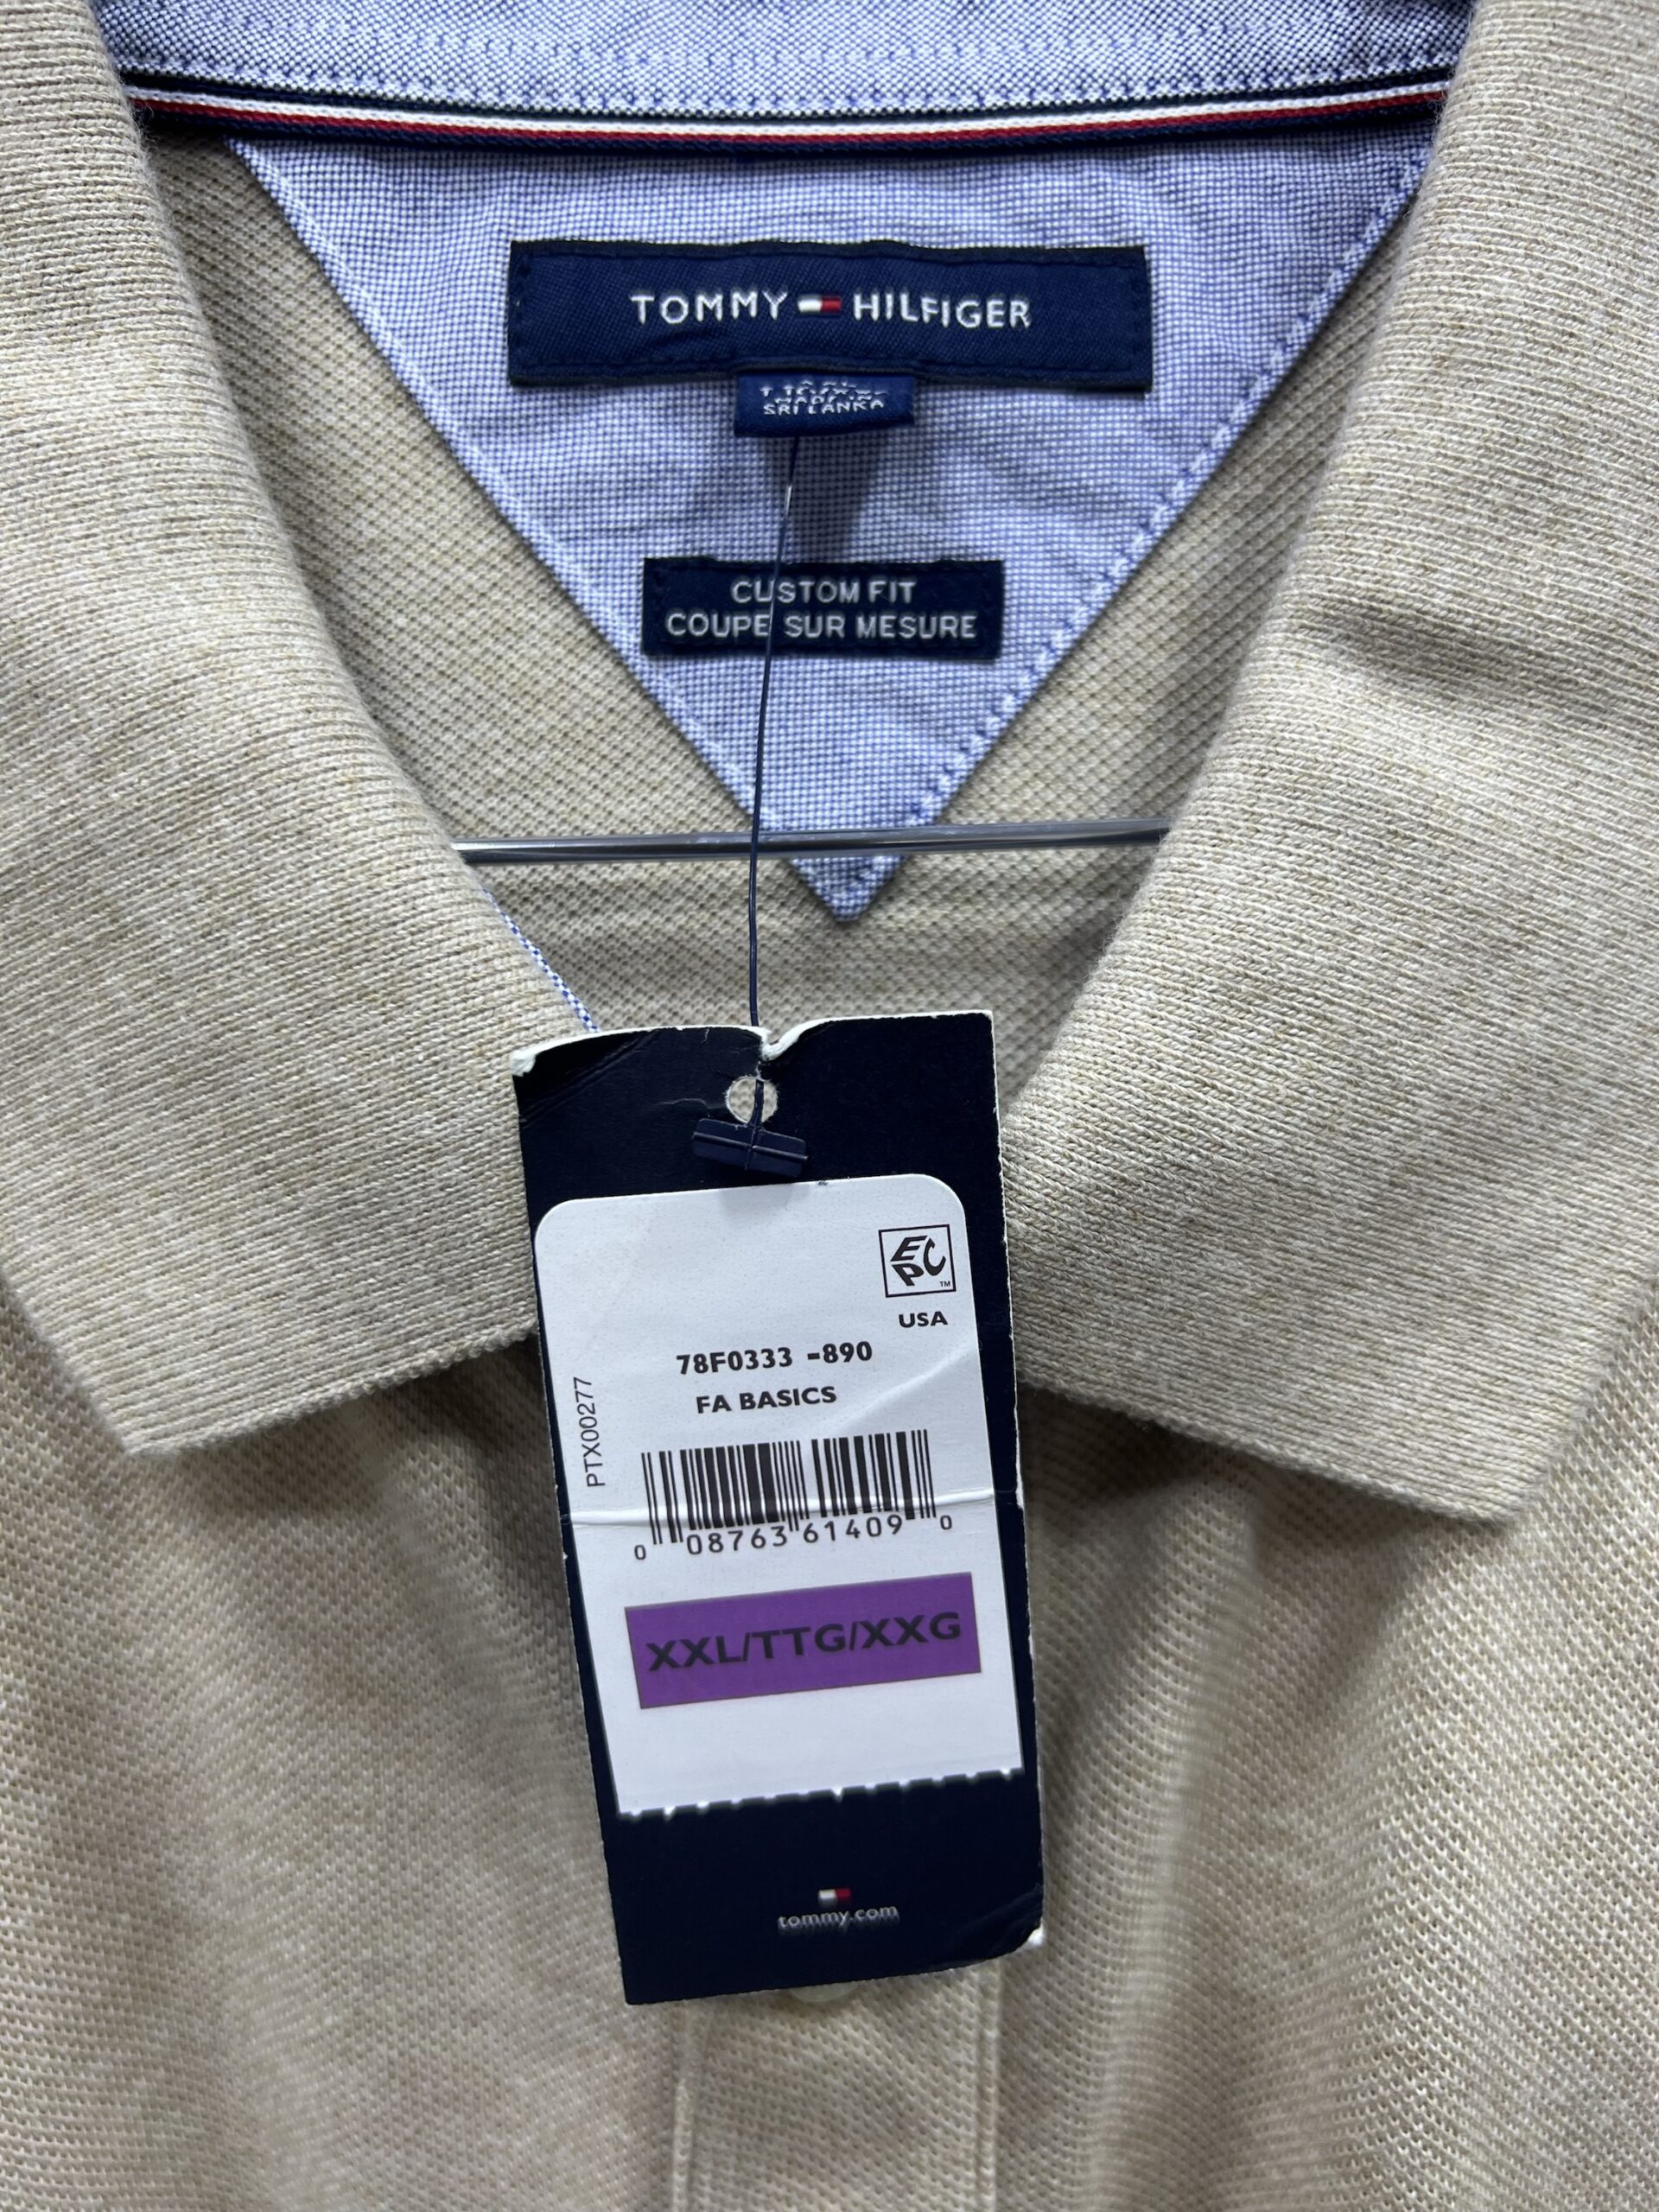 TOMMY HILFIGER
SRI LANKA
CUSTOM FIT
COUPE SUR MESURE
EPC
TM
USA
78F0333 -890
FA BASICS
PTX00277
0 08763 61409 0
XXL/TTG/XXG
tommy.com